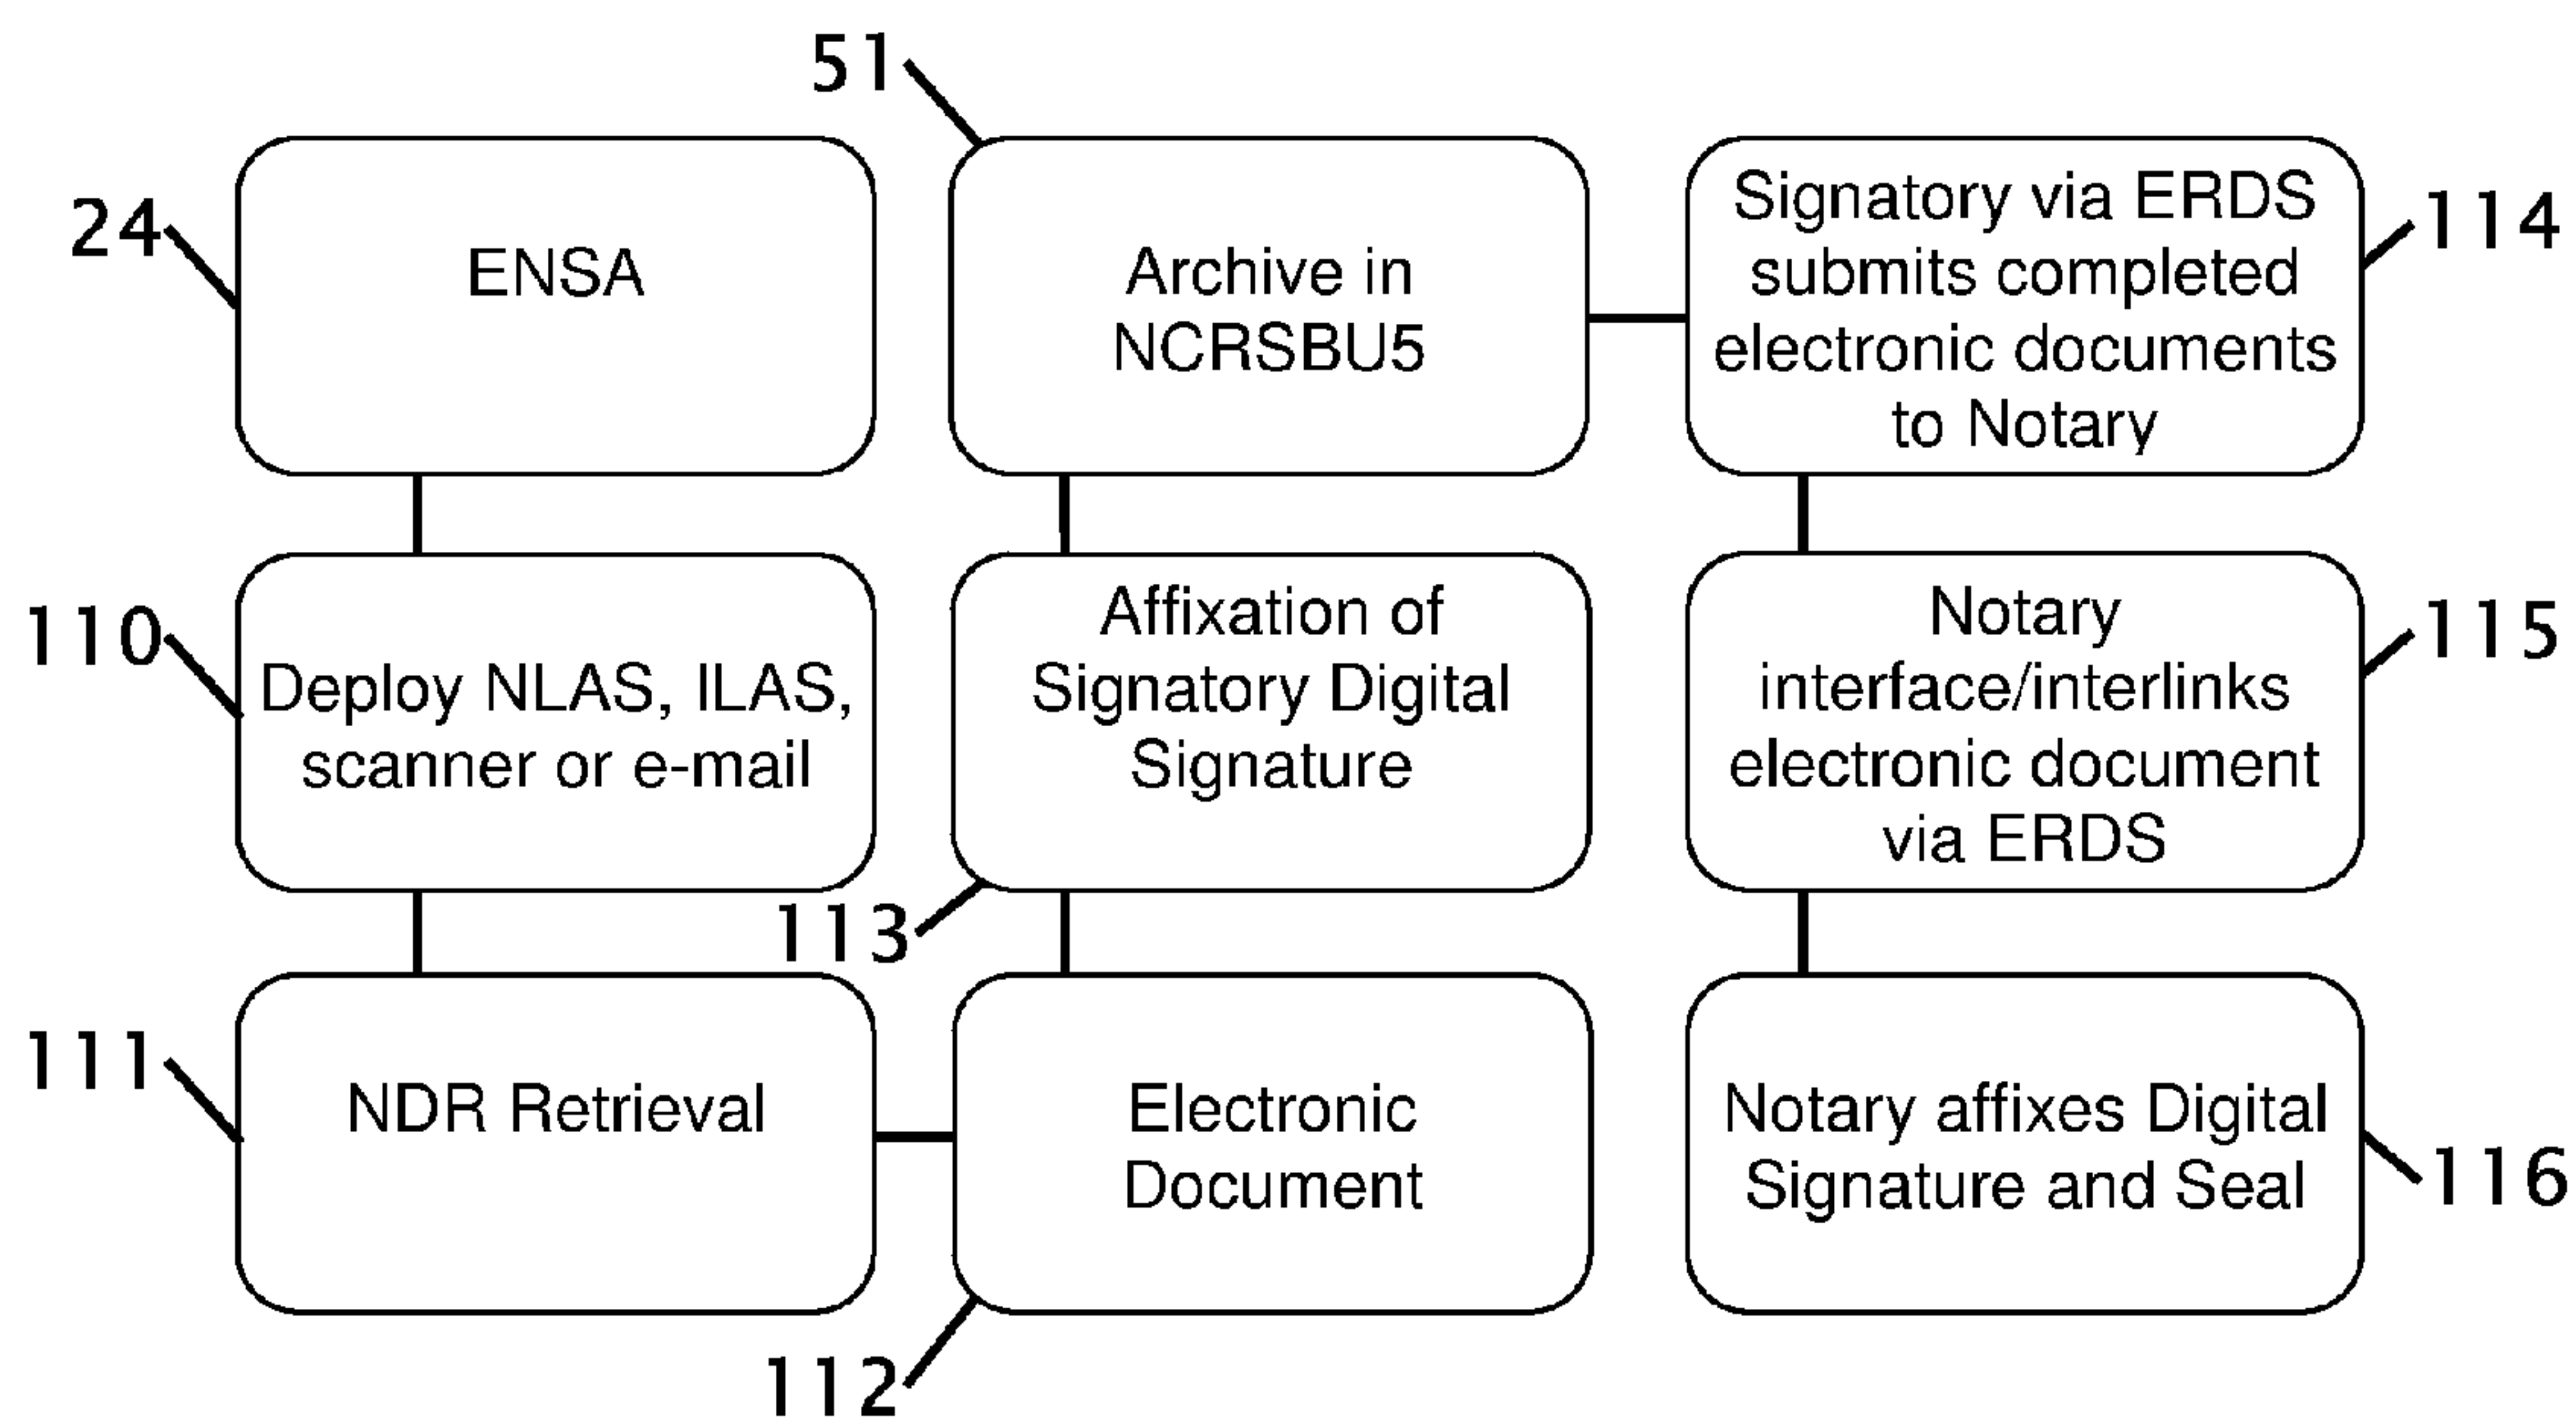 51
24
ENSA
Archive in
NCRSBU5
Signatory via ERDS
submits completed
electronic documents
to Notary
114
110
Deploy NLAS, ILAS,
scanner or e-mail
Affixation of
Signatory Digital
Signature
113
Notary
interface/interlinks
electronic document
via ERDS
115
111
NDR Retrieval
Electronic
Document
112
Notary affixes Digital
Signature and Seal
116